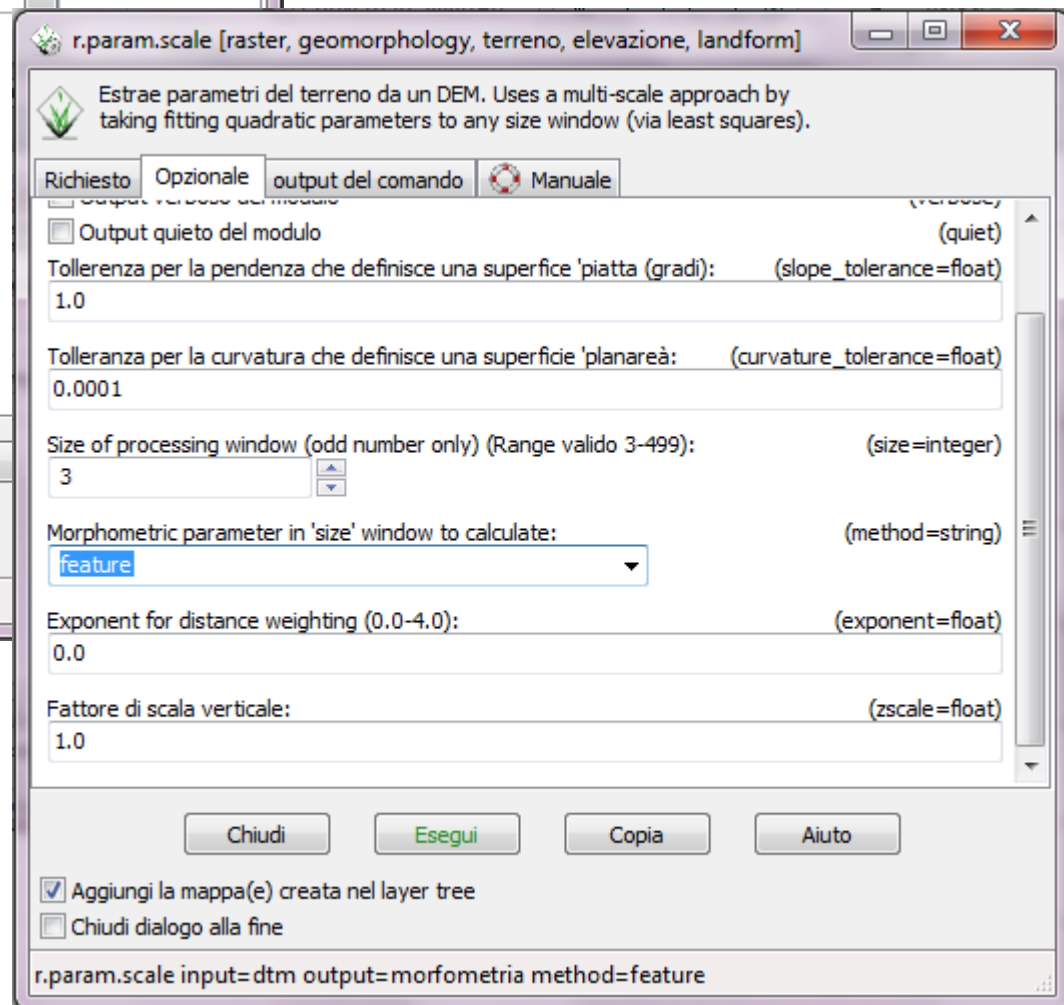 r.param.scale [raster, geomorphology, terreno, elevazione, landform]
Estrae parametri del terreno da un DEM. Uses a multi-scale approach by
taking fitting quadratic parameters to any size window (via least squares).
Richiesto Opzionale output del comando Manuale
Output verboso del modulo (verbose)
Output quieto del modulo (quiet)
Tollerenza per la pendenza che definisce una superfice 'piatta (gradi): (slope_tolerance=float)
1.0
Tolleranza per la curvatura che definisce una superficie 'planareà: (curvature_tolerance=float)
0.0001
Size of processing window (odd number only) (Range valido 3-499): (size=integer)
3
Morphometric parameter in 'size' window to calculate: (method=string)
feature
Exponent for distance weighting (0.0-4.0): (exponent=float)
0.0
Fattore di scala verticale: (zscale=float)
1.0
Chiudi Esegui Copia Aiuto
Aggiungi la mappa(e) creata nel layer tree
Chiudi dialogo alla fine
r.param.scale input=dtm output=morfometria method=feature